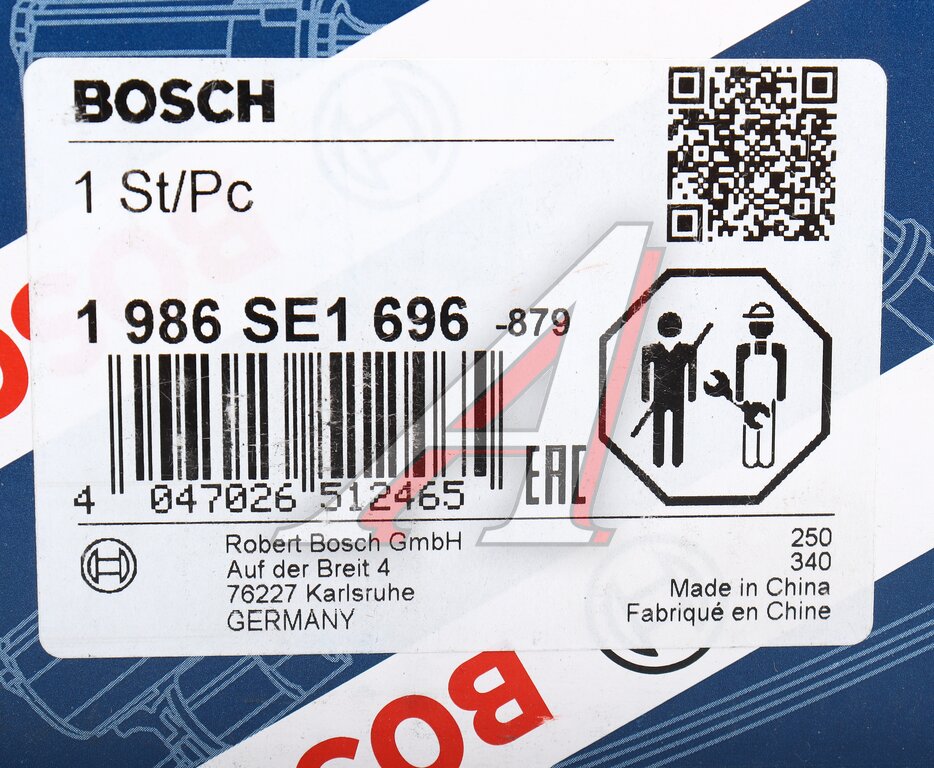 BOSCH
1 St/Pc
1 986 SE1 696 -879
4 047026 512465
EAC
Robert Bosch GmbH
Auf der Breit 4
76227 Karlsruhe
GERMANY
250
340
Made in China
Fabriqué en Chine
BOSCH